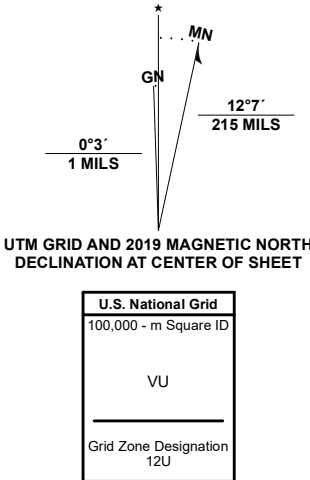 MN
GN
12°7´
215 MILS
0°3´
1 MILS
UTM GRID AND 2019 MAGNETIC NORTH
DECLINATION AT CENTER OF SHEET
U.S. National Grid
100,000 - m Square ID
VU
Grid Zone Designation
12U